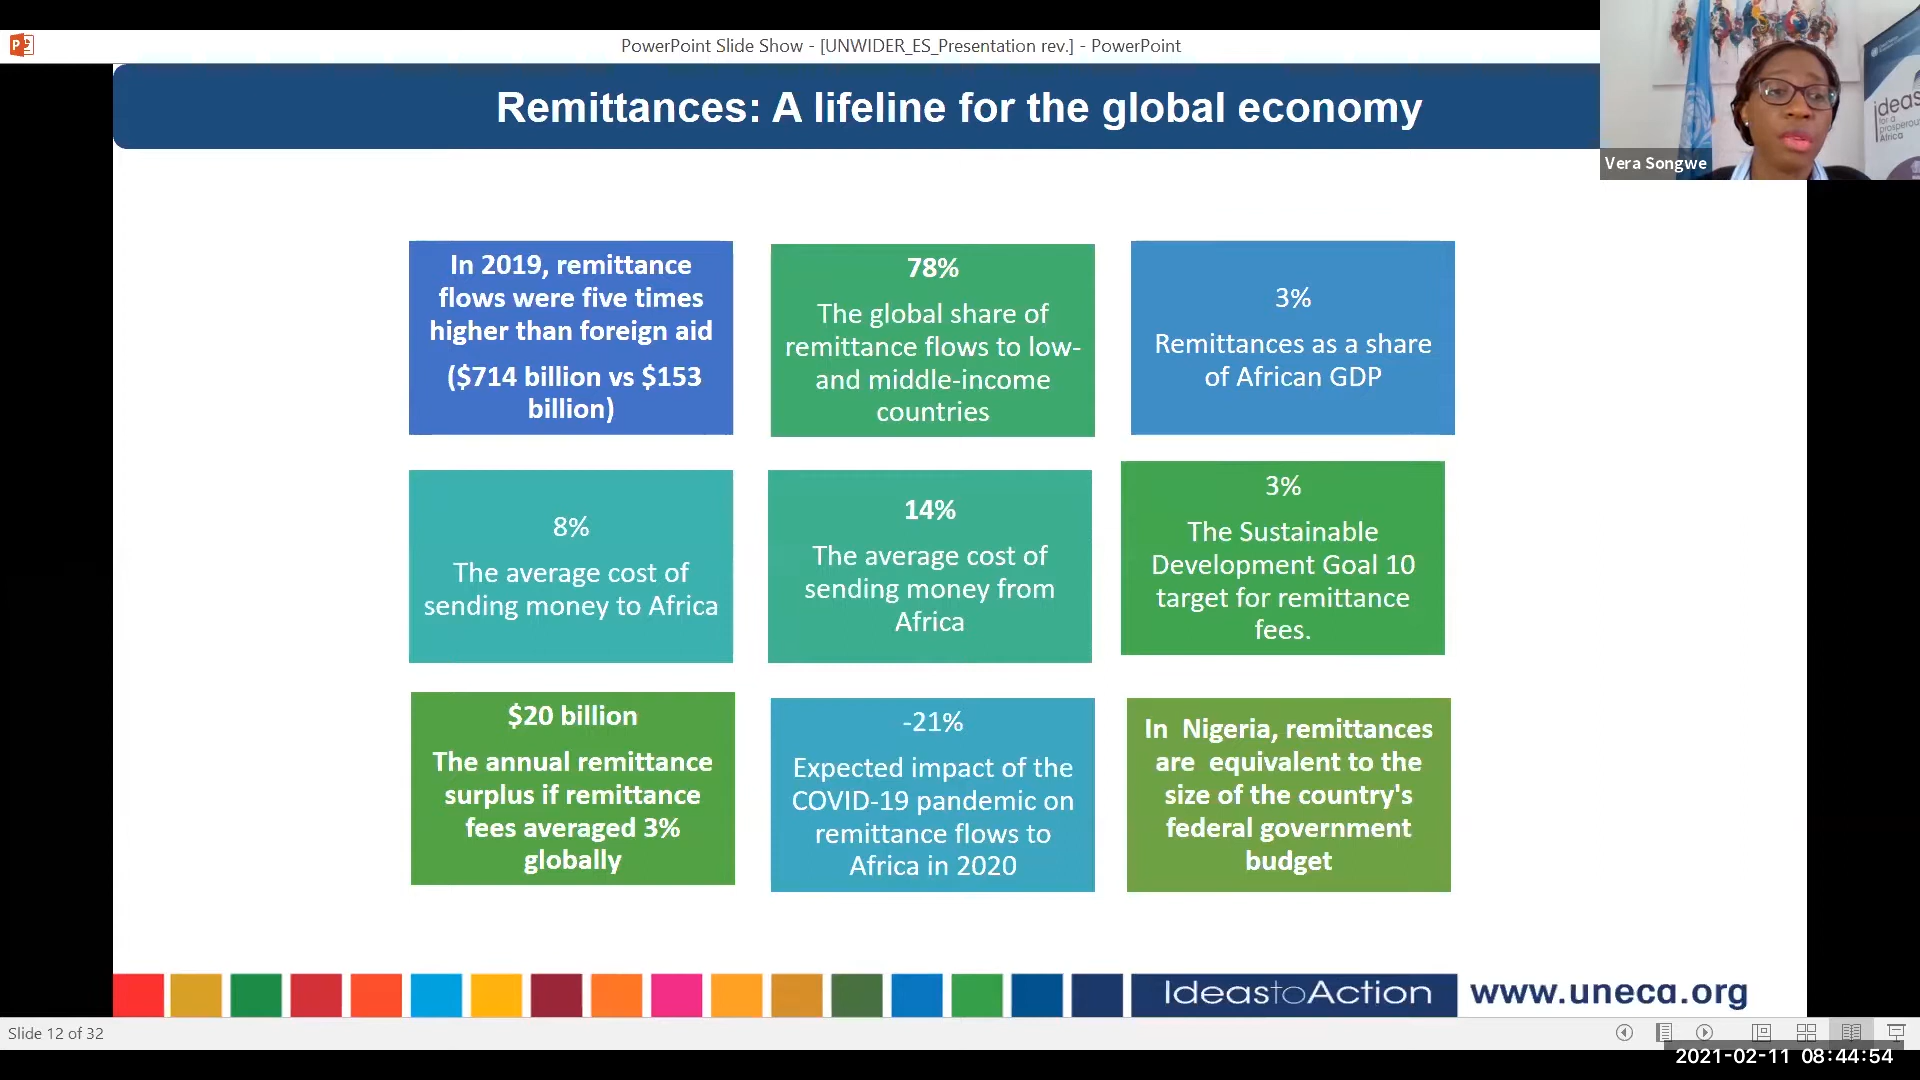 PowerPoint Slide Show - [UNWIDER_ES_Presentation rev.] - PowerPoint
Remittances: A lifeline for the global economy
ideas
for a
prosperous
Africa
Vera Songwe
In 2019, remittance
flows were five times
higher than foreign aid
($714 billion vs $153
billion)
78%
The global share of
remittance flows to low-
and middle-income
countries
3%
Remittances as a share
of African GDP
8%
The average cost of
sending money to Africa
14%
The average cost of
sending money from
Africa
3%
The Sustainable
Development Goal 10
target for remittance
fees.
$20 billion
The annual remittance
surplus if remittance
fees averaged 3%
globally
-21%
Expected impact of the
COVID-19 pandemic on
remittance flows to
Africa in 2020
In  Nigeria, remittances
are  equivalent to the
size of the country's
federal government
budget
IdeastoAction
www.uneca.org
Slide 12 of 32
2021-02-11 08:44:54